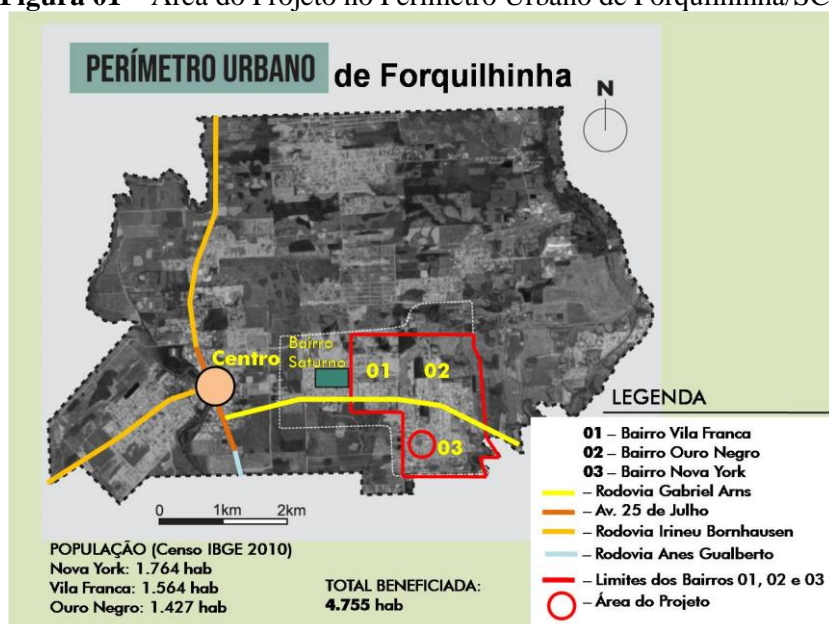 Figura 01 – Área do Projeto no Perímetro Urbano de Forquilhinha/SC
PERÍMETRO URBANO de Forquilhinha
N
Centro
Bairro
Saturno
01
02
03
0 1km 2km
POPULAÇÃO (Censo IBGE 2010)
Nova York: 1.764 hab
Vila Franca: 1.564 hab
Ouro Negro: 1.427 hab
TOTAL BENEFICIADA:
4.755 hab
LEGENDA
01 – Bairro Vila Franca
02 – Bairro Ouro Negro
03 – Bairro Nova York
– Rodovia Gabriel Arns
– Av. 25 de Julho
– Rodovia Irineu Bornhausen
– Rodovia Anes Gualberto
– Limites dos Bairros 01, 02 e 03
– Área do Projeto